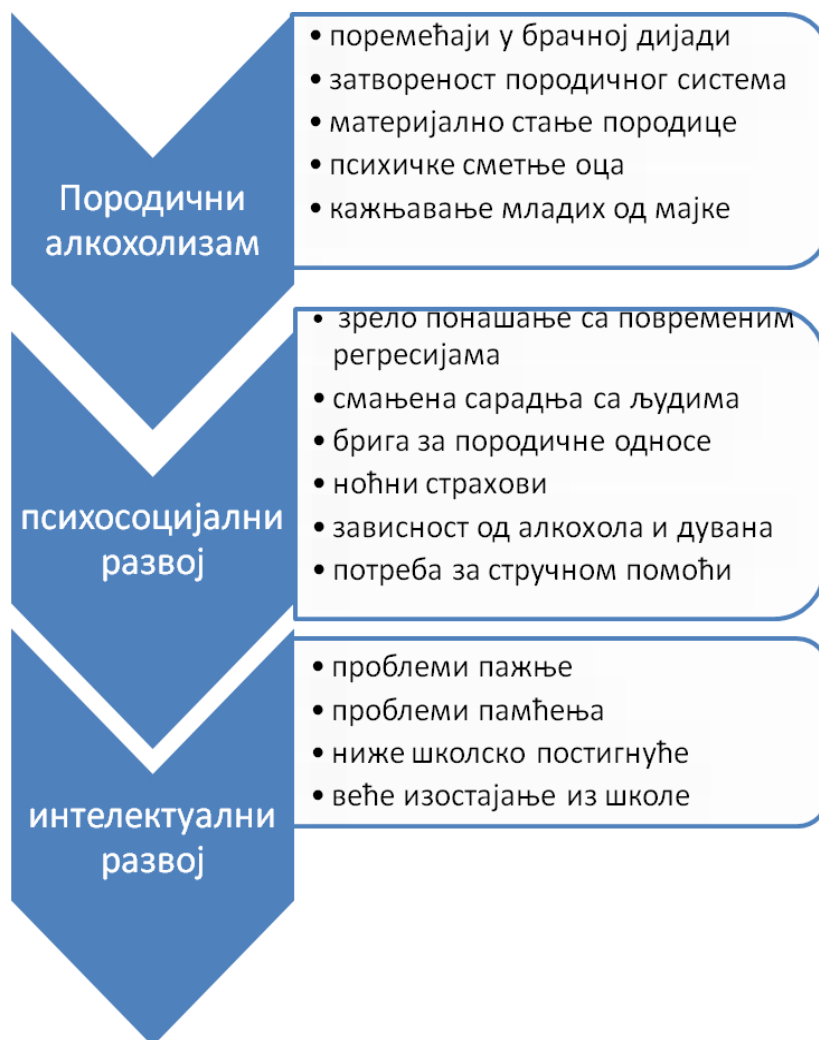 Породични
алкохолизам
• поремећаји у брачној дијади
• затвореност породичног система
• материјално стање породице
• психичке сметње оца
• кажњавање младих од мајке
психосоцијални
развој
• зрело понашање са повременим
регресијама
• смањена сарадња са људима
• брига за породичне односе
• ноћни страхови
• зависност од алкохола и дувана
• потреба за стручном помоћи
интелектуални
развој
• проблеми пажње
• проблеми памћења
• ниже школско постигнуће
• веће изостајање из школе